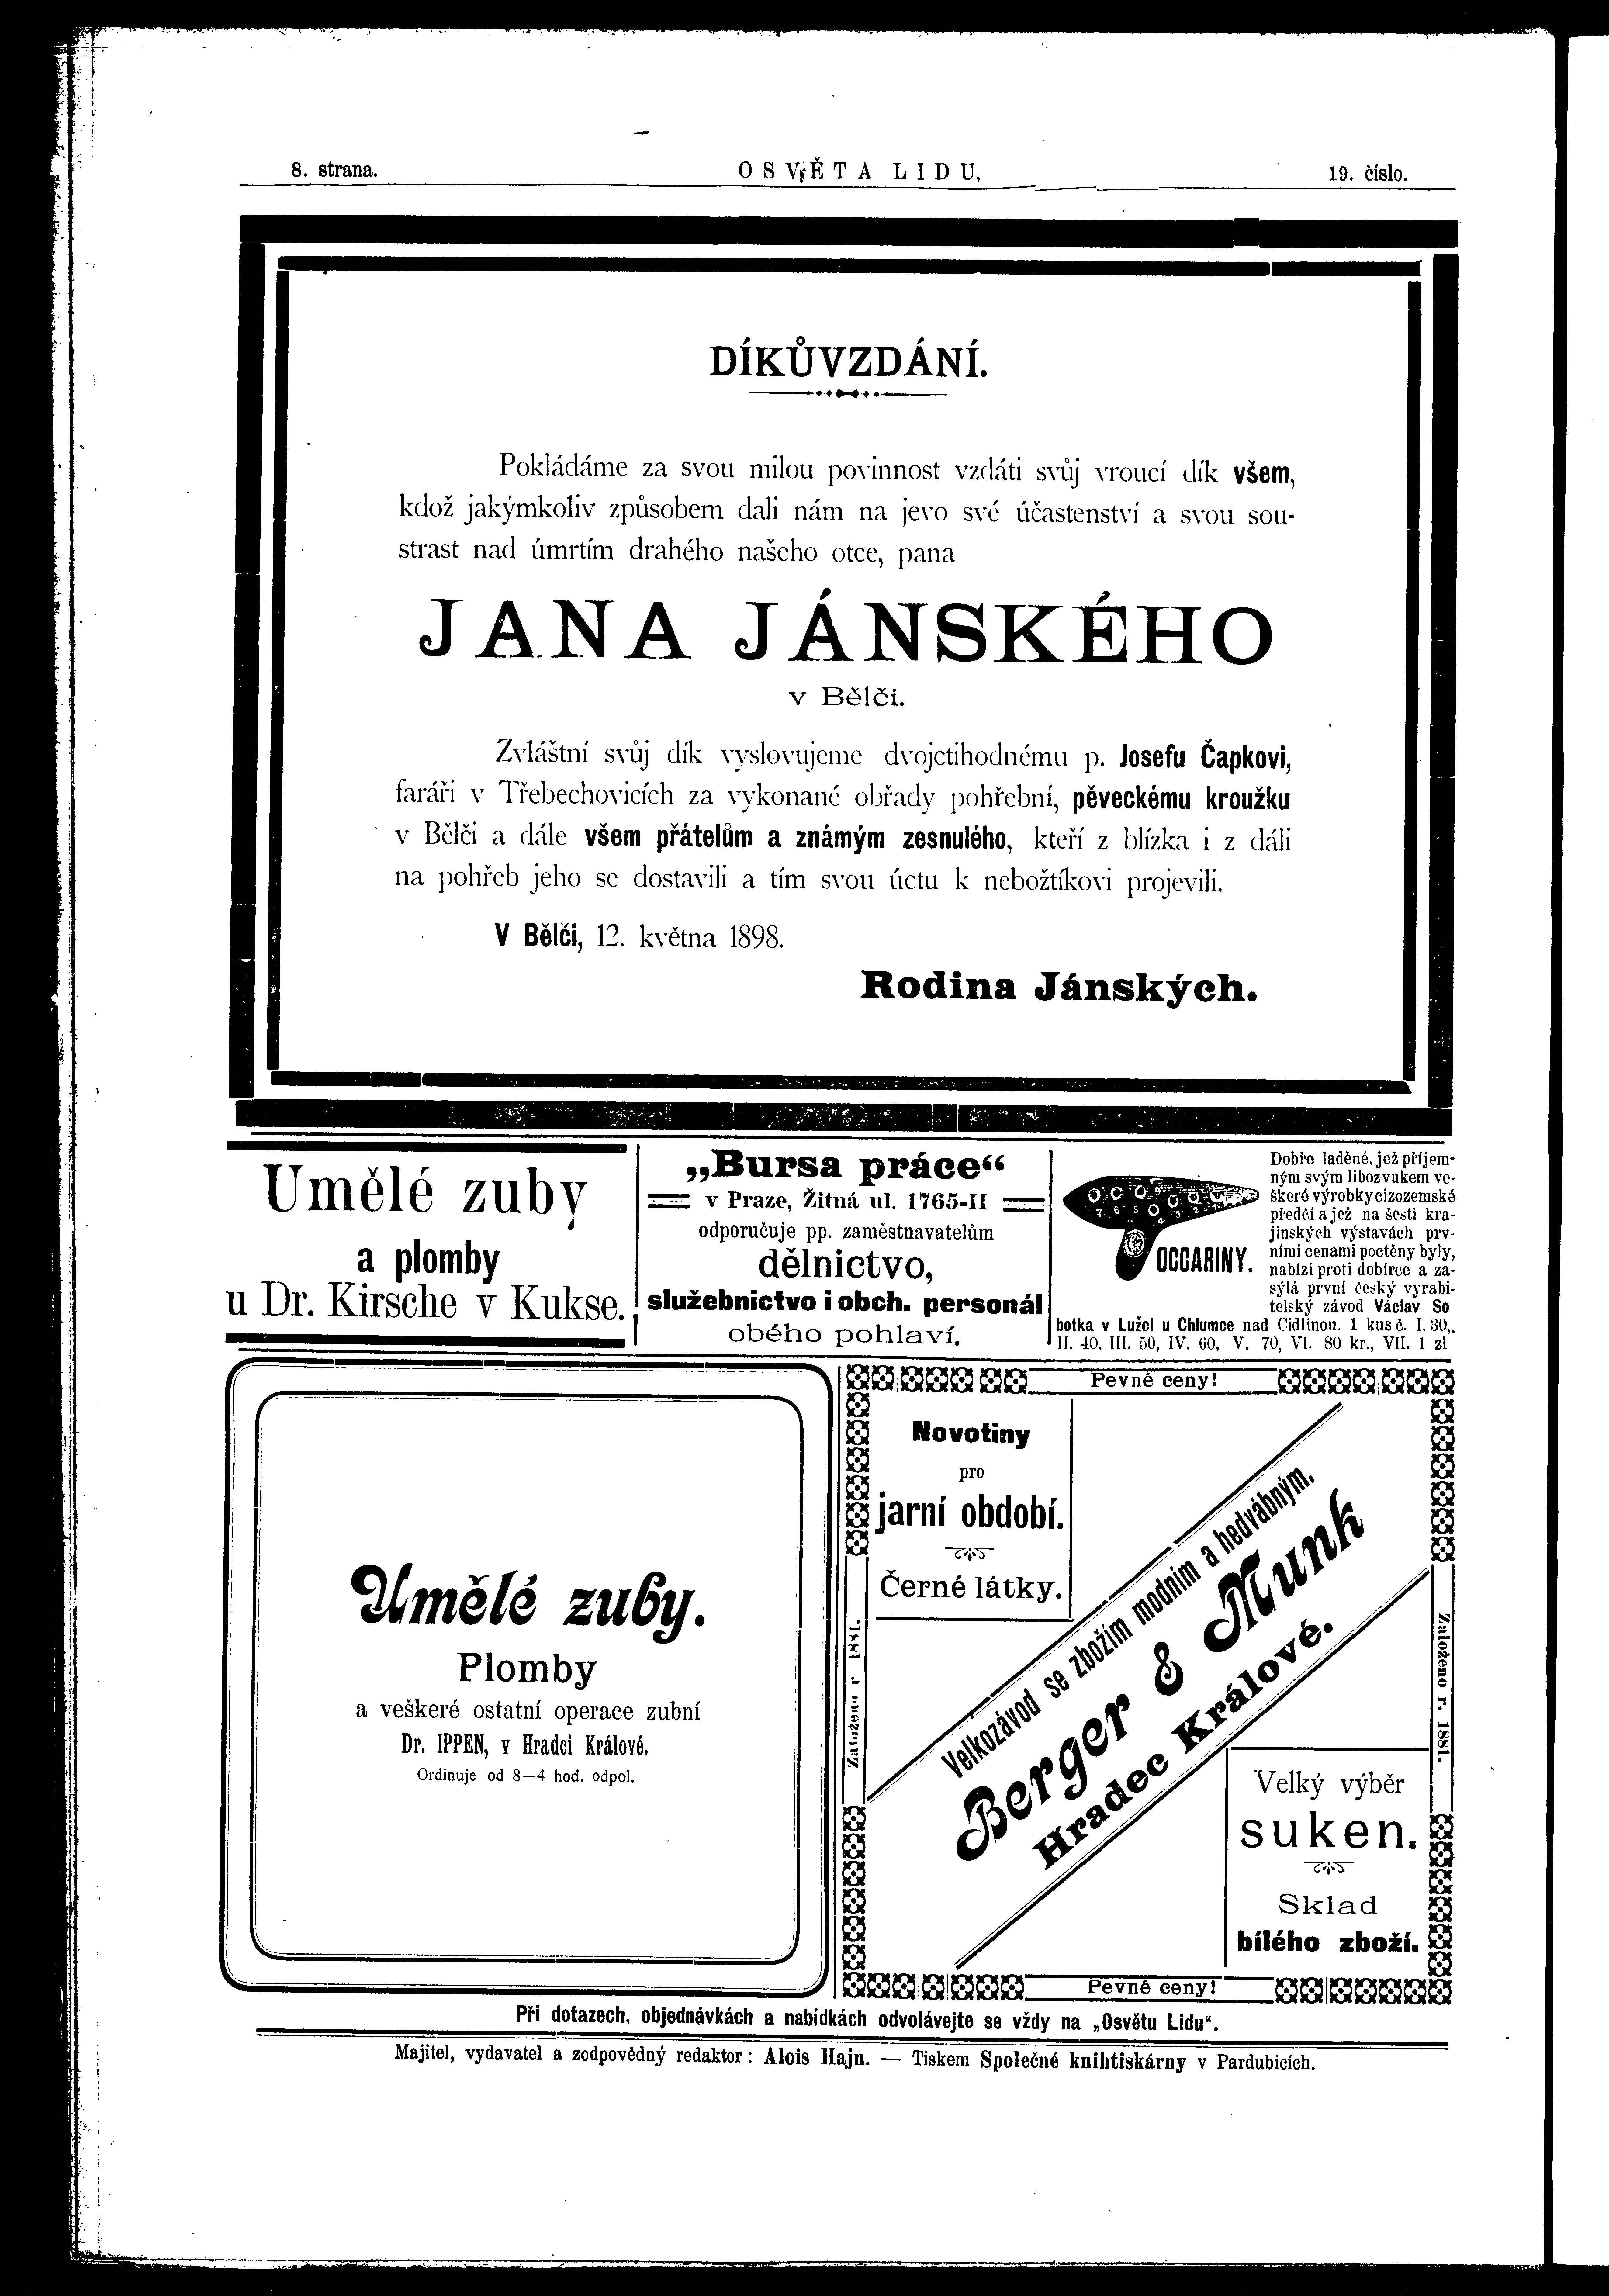 8. strana.
OSVĚTA LIDU,
19. číslo.
DÍKŮVZDÁNÍ.
Pokládáme za svou milou povinnost vzdáti svůj vroucí dík všem,
kdož jakýmkoliv způsobem dali nám na jevo své účastenství a svou sou-
strast nad úmrtím drahého našeho otce, pana
JANA JÁNSKÉHO
v Bělči.
Zvláštní svůj dík vyslovujeme dvojctihodnému p. Josefu Čapkovi,
faráři v Třebechovicích za vykonané obřady pohřební, pěveckému kroužku
v Bělči a dále všem přátelům a známým zesnulého, kteří z blízka i z dáli
na pohřeb jeho se dostavili a tím svou úctu k nebožtíkovi projevili.
V Bělči, 12. května 1898.
Rodina Jánských.
Umělé zuby
a plomby
u Dr. Kirsche v Kukse.
„Bursa práce“
v Praze, Žitná ul. 1765-II
odporučuje pp. zaměstnavatelům
dělnictvo,
služebnictvo i obch. personál
obého pohlaví.
OCCARINY.
Dobře laděné, jež příjem-
ným svým libozvukem ve-
škeré výrobky cizozemské
předčí a jež na šesti kra-
jinských výstavách prv-
ními cenami poctěny byly,
nabízí proti dobírce a za-
sýlá první český vyrabi-
telský závod Václav So
botka v Lužci u Chlumce nad Cidlinou. 1 kus č. I. 30,.
II. 40, III. 50, IV. 60, V. 70, VI. 80 kr., VII. 1 zl
Umělé zuby.
Plomby
a veškeré ostatní operace zubní
Dr. IPPEN, v Hradci Králové.
Ordinuje od 8—4 hod. odpol.
Pevné ceny!
Novotiny
pro
jarní období.
Černé látky.
Založeno r 1881.
Velkozávod se zbožím modním a hedvábným.
Berger & Munk
Hradec Králové.
Založeno r. 1881.
Velký výběr
suken.
Sklad
bílého zboží.
Pevné ceny!
Při dotazech, objednávkách a nabídkách odvolávejte se vždy na „Osvětu Lidu“.
Majitel, vydavatel a zodpovědný redaktor: Alois Hajn. — Tiskem Společné knihtiskárny v Pardubicích.